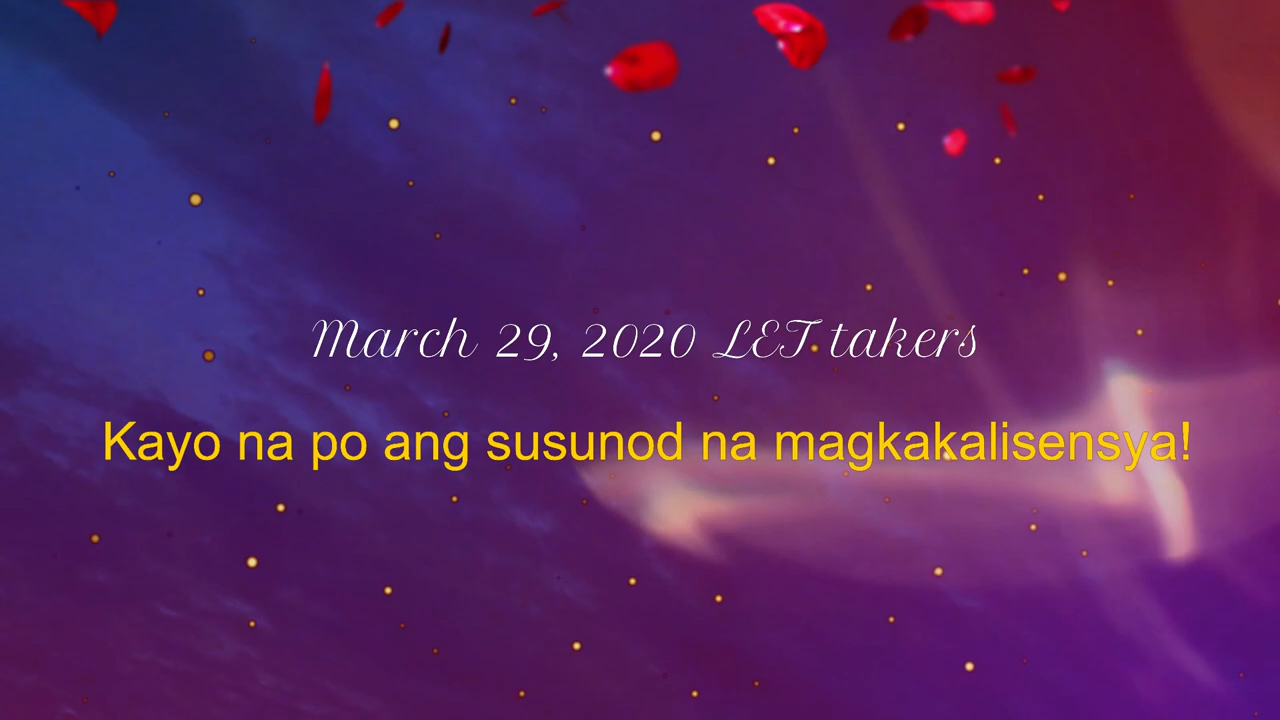 March 29, 2020 LET takers
Kayo na po ang susunod na magkakalisensya!